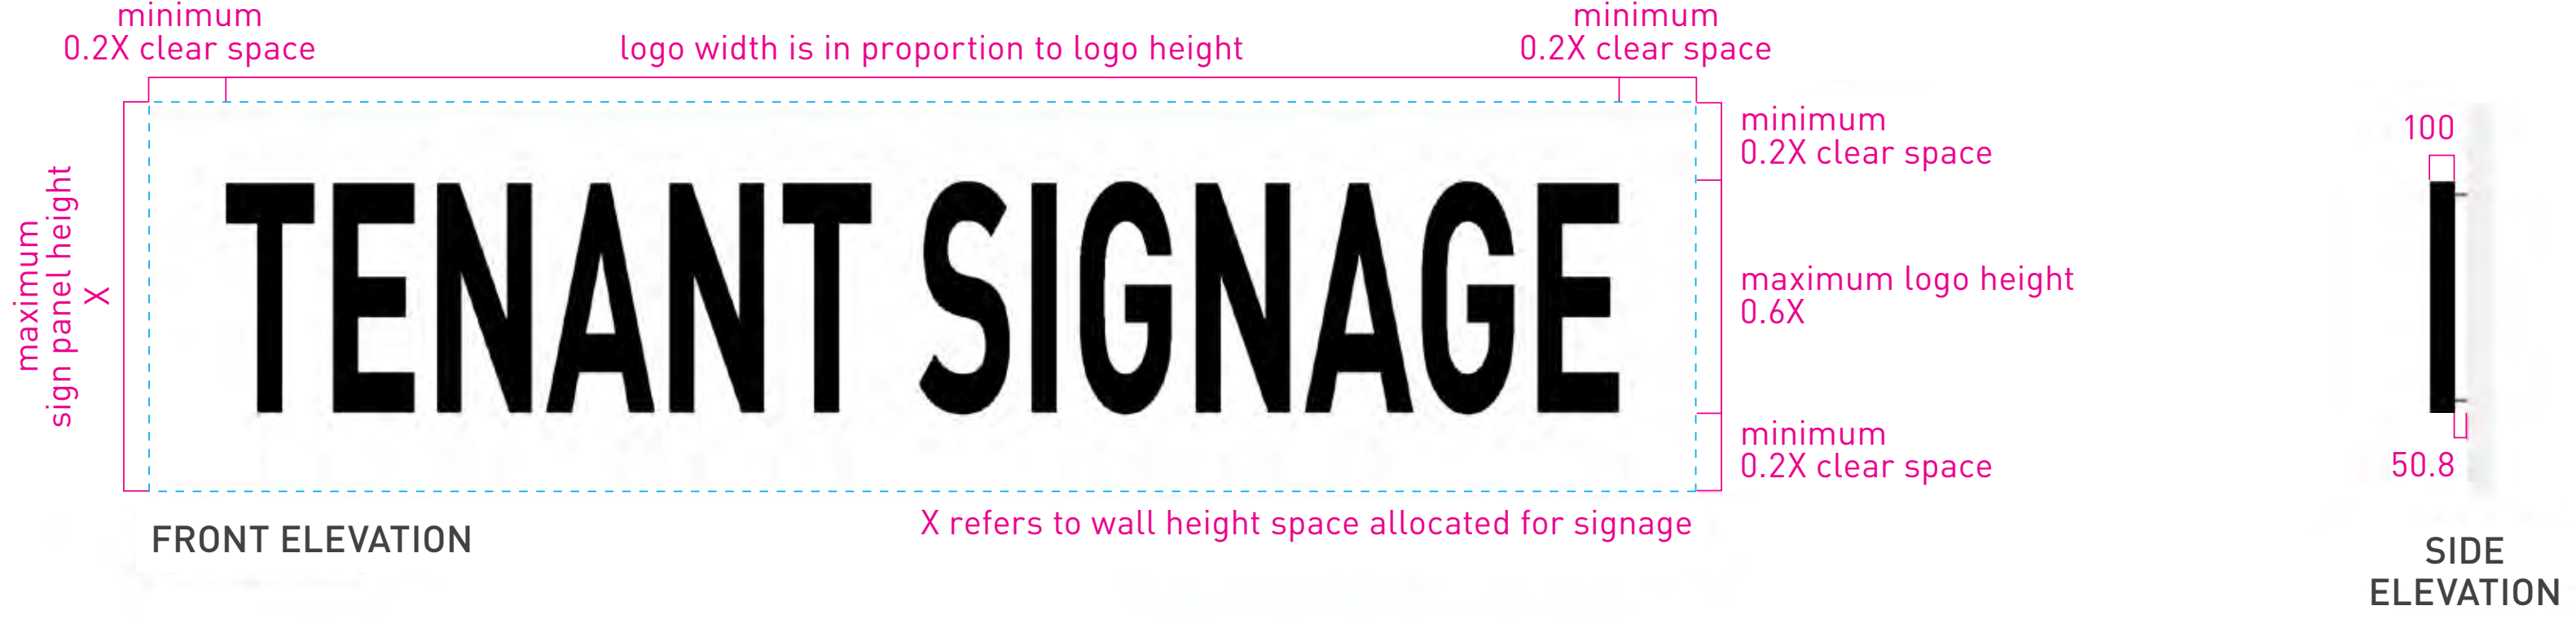 minimum
0.2X clear space
logo width is in proportion to logo height
minimum
0.2X clear space
maximum
sign panel height
X
TENANT SIGNAGE
minimum
0.2X clear space
maximum logo height
0.6X
minimum
0.2X clear space
X refers to wall height space allocated for signage
FRONT ELEVATION
100
50.8
SIDE
ELEVATION